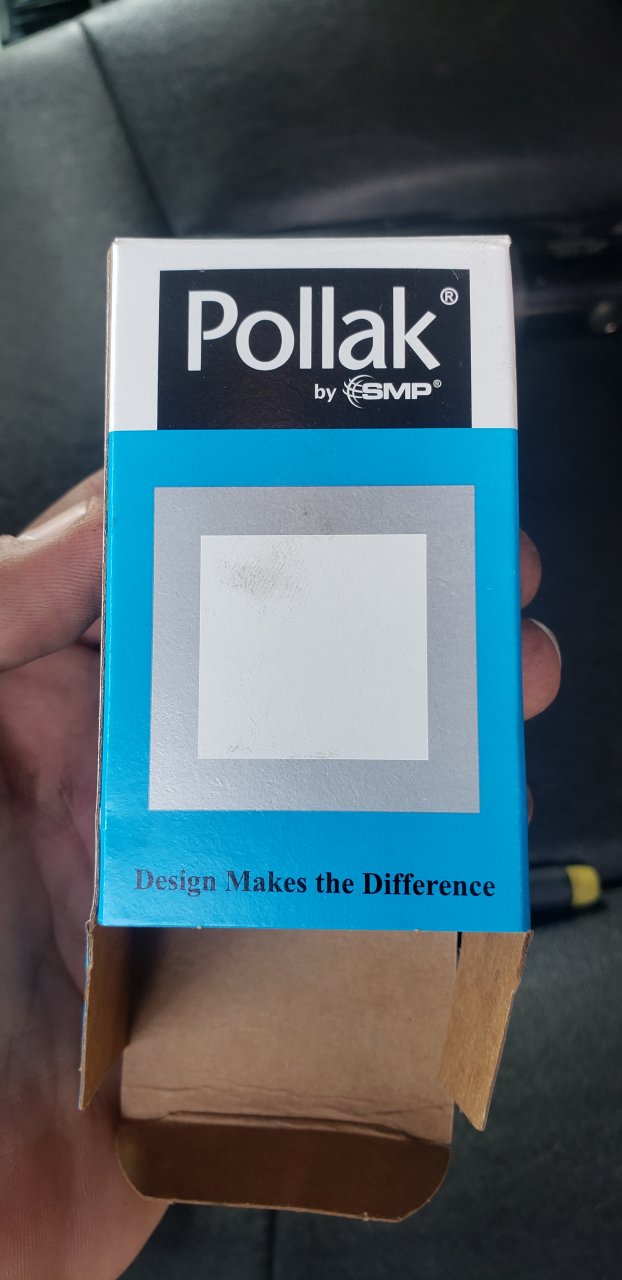 Pollak®
by SMP®
Design Makes the Difference